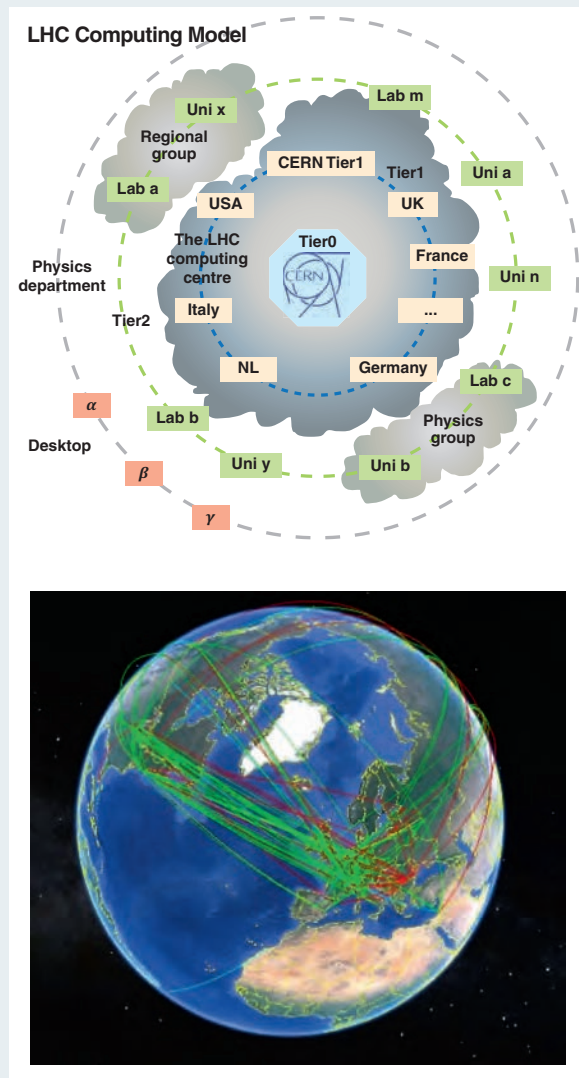 LHC Computing Model
Lab m
Uni x
Regional
group
CERN Tier1
Tier1
Uni a
Lab a
USA
UK
Tier0
The LHC
computing
centre
CERN
France
Physics
department
Uni n
Italy
...
Tier2
NL
Germany
Lab c
α
Lab b
Physics
group
Desktop
Uni y
Uni b
β
γ